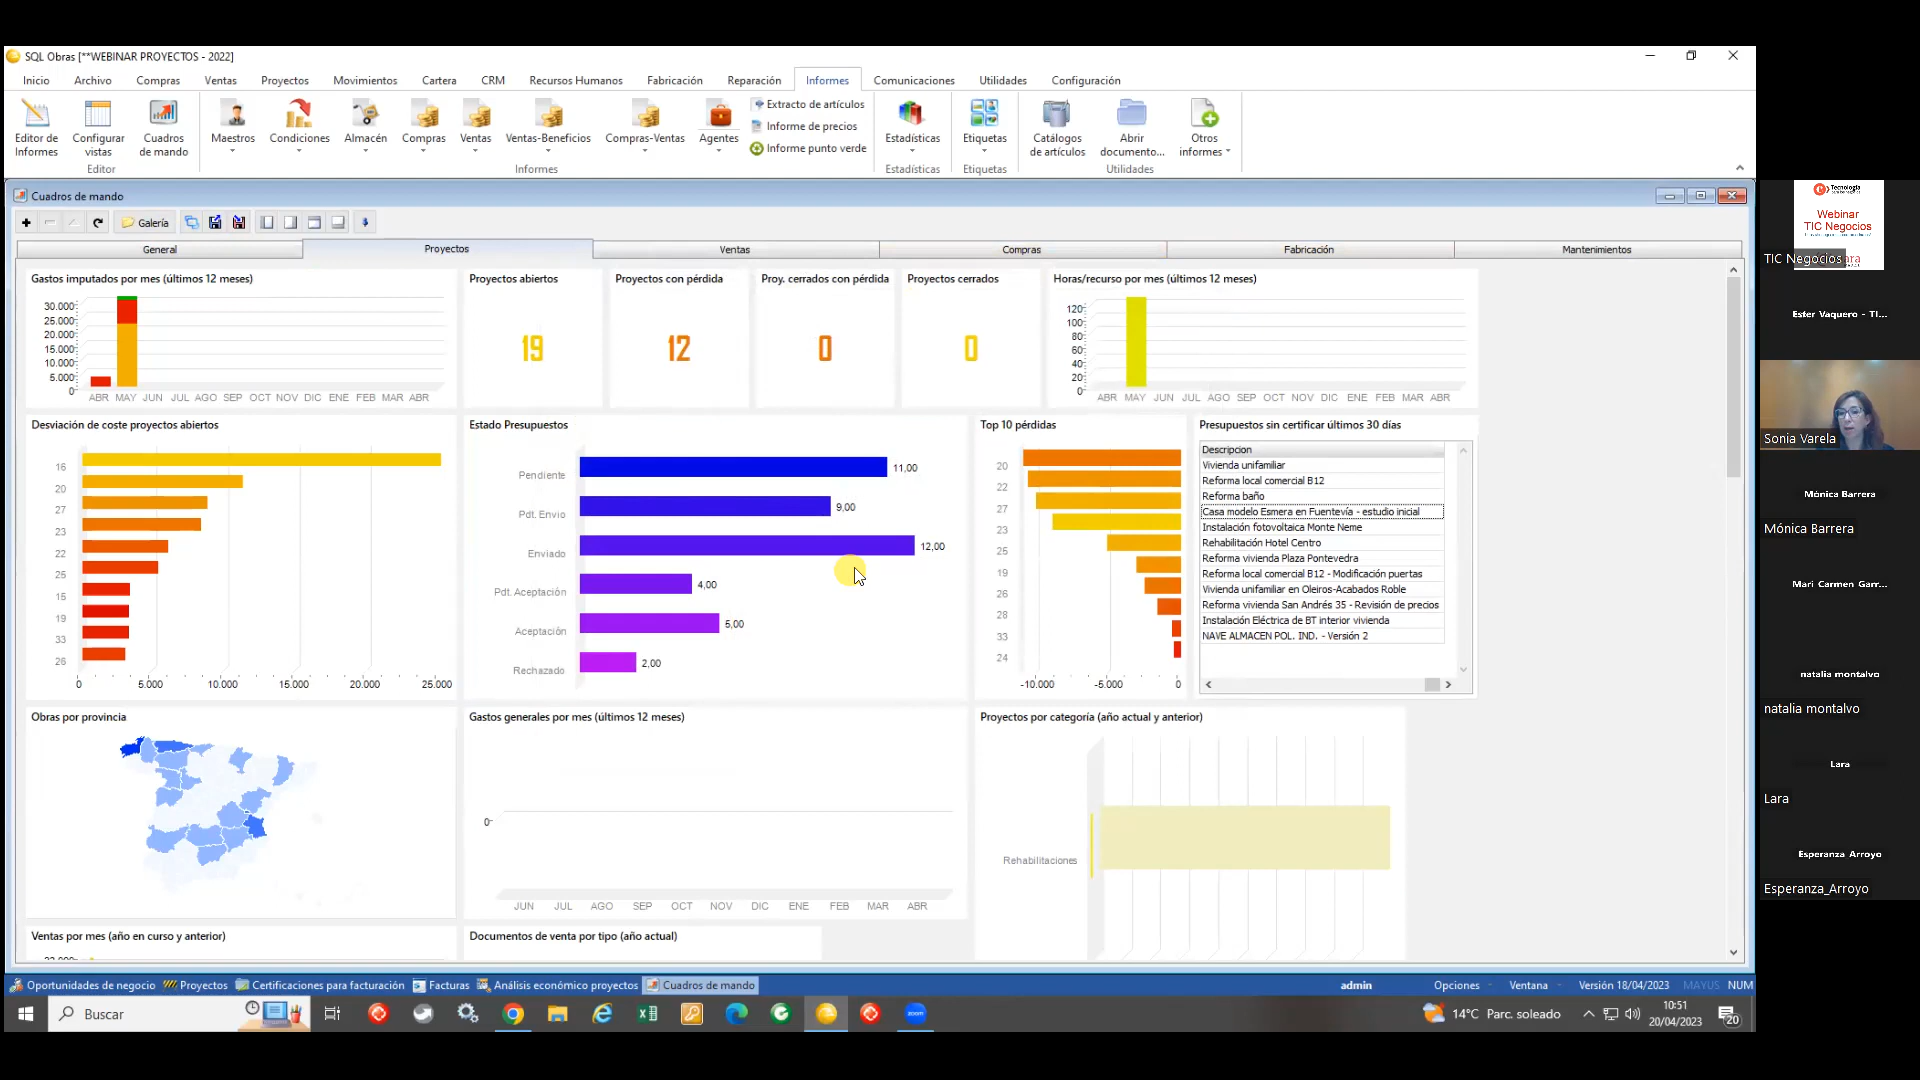 SQL Obras [**WEBINAR PROYECTOS - 2022]
Inicio Archivo Compras Ventas Proyectos Movimientos Cartera CRM Recursos Humanos Fabricación Reparación Informes Comunicaciones Utilidades Configuración
Editor de Informes
Configurar vistas
Cuadros de mando
Editor
Maestros
Condiciones
Almacén
Compras
Ventas
Ventas-Beneficios
Compras-Ventas
Agentes
Extracto de artículos
Informe de precios
Informe punto verde
Informes
Estadísticas
Estadísticas
Etiquetas
Etiquetas
Catálogos de artículos
Abrir documento...
Otros informes
Utilidades
Cuadros de mando
Galería
General Proyectos Ventas Compras Fabricación Mantenimientos
Gastos imputados por mes (últimos 12 meses)
30.000
25.000
20.000
15.000
10.000
5.000
0
ABR MAY JUN JUL AGO SEP OCT NOV DIC ENE FEB MAR ABR
Proyectos abiertos
19
Proyectos con pérdida
12
Proy. cerrados con pérdida
0
Proyectos cerrados
0
Horas/recurso por mes (últimos 12 meses)
120
100
80
60
40
20
0
ABR MAY JUN JUL AGO SEP OCT NOV DIC ENE FEB MAR ABR
Desviación de coste proyectos abiertos
16
20
27
23
22
25
15
19
33
26
0 5.000 10.000 15.000 20.000 25.000
Estado Presupuestos
Pendiente 11,00
Pdt. Envio 9,00
Enviado 12,00
Pdt. Aceptación 4,00
Aceptación 5,00
Rechazado 2,00
Top 10 pérdidas
20
22
27
23
25
19
26
28
33
24
-10.000 -5.000 0
Presupuestos sin certificar últimos 30 días
Descripcion
Vivienda unifamiliar
Reforma local comercial B12
Reforma baño
Casa modelo Esmera en Fuentevía - estudio inicial
Instalación fotovoltaica Monte Neme
Rehabilitación Hotel Centro
Reforma vivienda Plaza Pontevedra
Reforma local comercial B12 - Modificación puertas
Vivienda unifamiliar en Oleiros-Acabados Roble
Reforma vivienda San Andrés 35 - Revisión de precios
Instalación Eléctrica de BT interior vivienda
NAVE ALMACEN POL. IND. - Versión 2
Obras por provincia
Gastos generales por mes (últimos 12 meses)
0
JUN JUL AGO SEP OCT NOV DIC ENE FEB MAR ABR
Proyectos por categoría (año actual y anterior)
Rehabilitaciones
Ventas por mes (año en curso y anterior)
Documentos de venta por tipo (año actual)
Oportunidades de negocio Proyectos Certificaciones para facturación Facturas Análisis económico proyectos Cuadros de mando
admin Opciones Ventana Versión 18/04/2023 MAYUS NUM
Buscar
zoom
14°C Parc. soleado
10:51
20/04/2023
20
Tecnología
Webinar
TIC Negocios
TIC Negocios
Ester Vaquero - TI...
Sonia Varela
Mónica Barrera
Mónica Barrera
Mari Carmen Garr...
natalia montalvo
natalia montalvo
Lara
Lara
Esperanza Arroyo
Esperanza_Arroyo